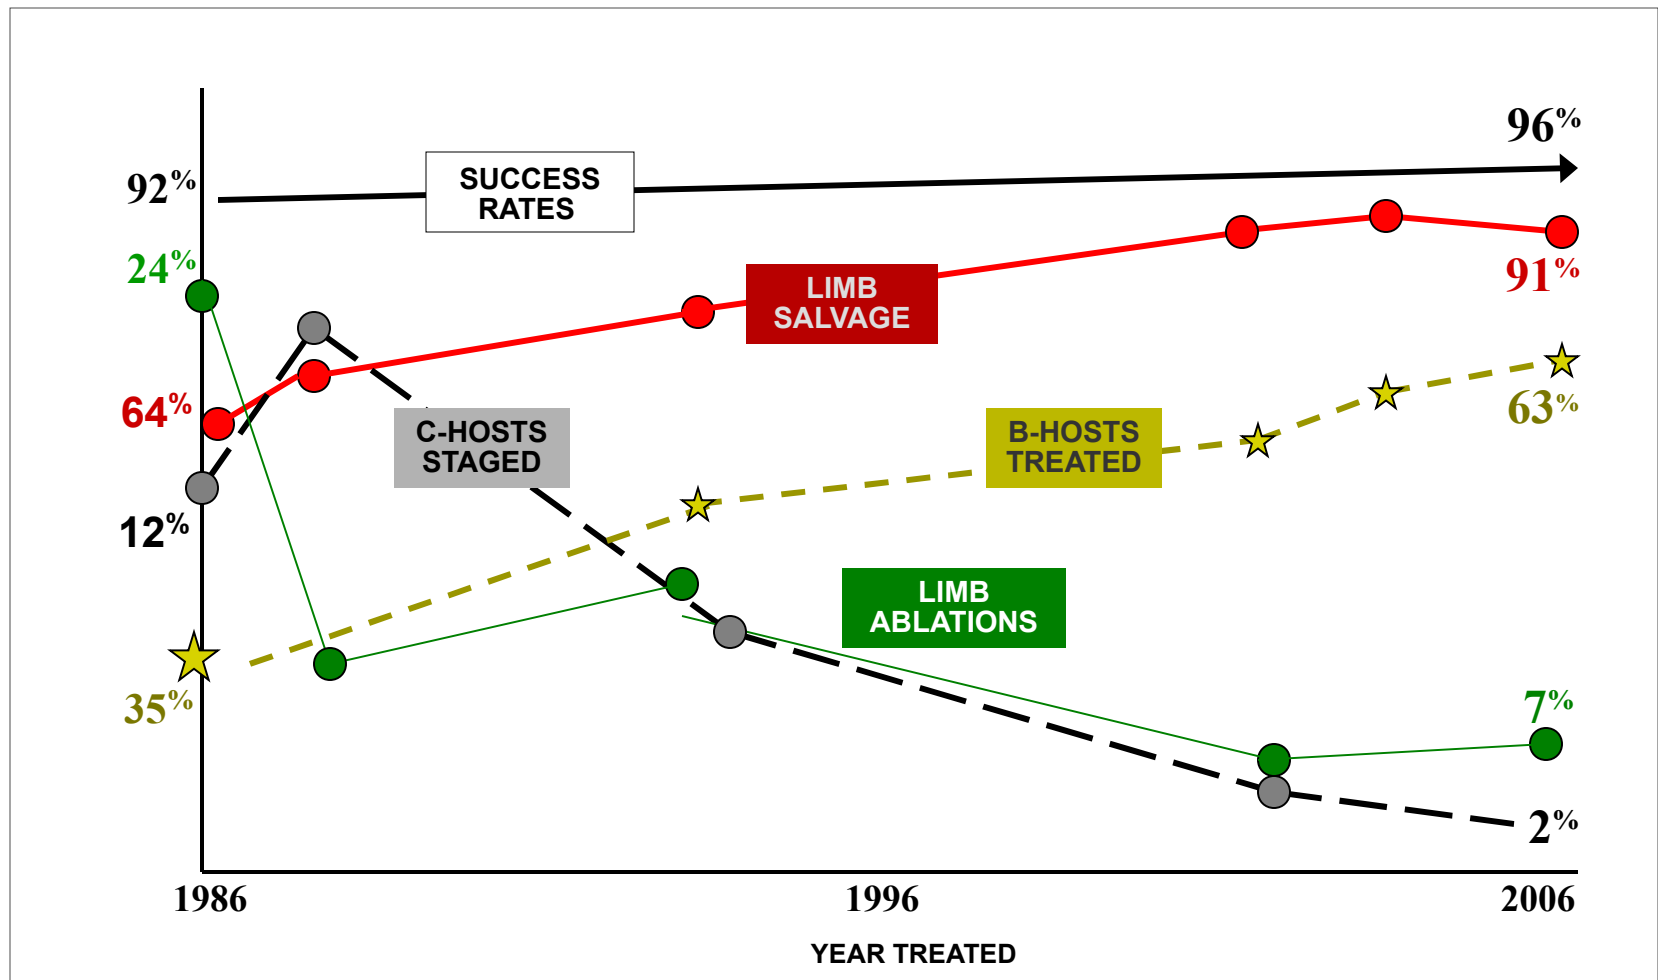 96%
92%
SUCCESS
RATES
24%
91%
LIMB
SALVAGE
64%
63%
C-HOSTS
STAGED
B-HOSTS
TREATED
12%
LIMB
ABLATIONS
35%
7%
2%
1986
1996
2006
YEAR TREATED